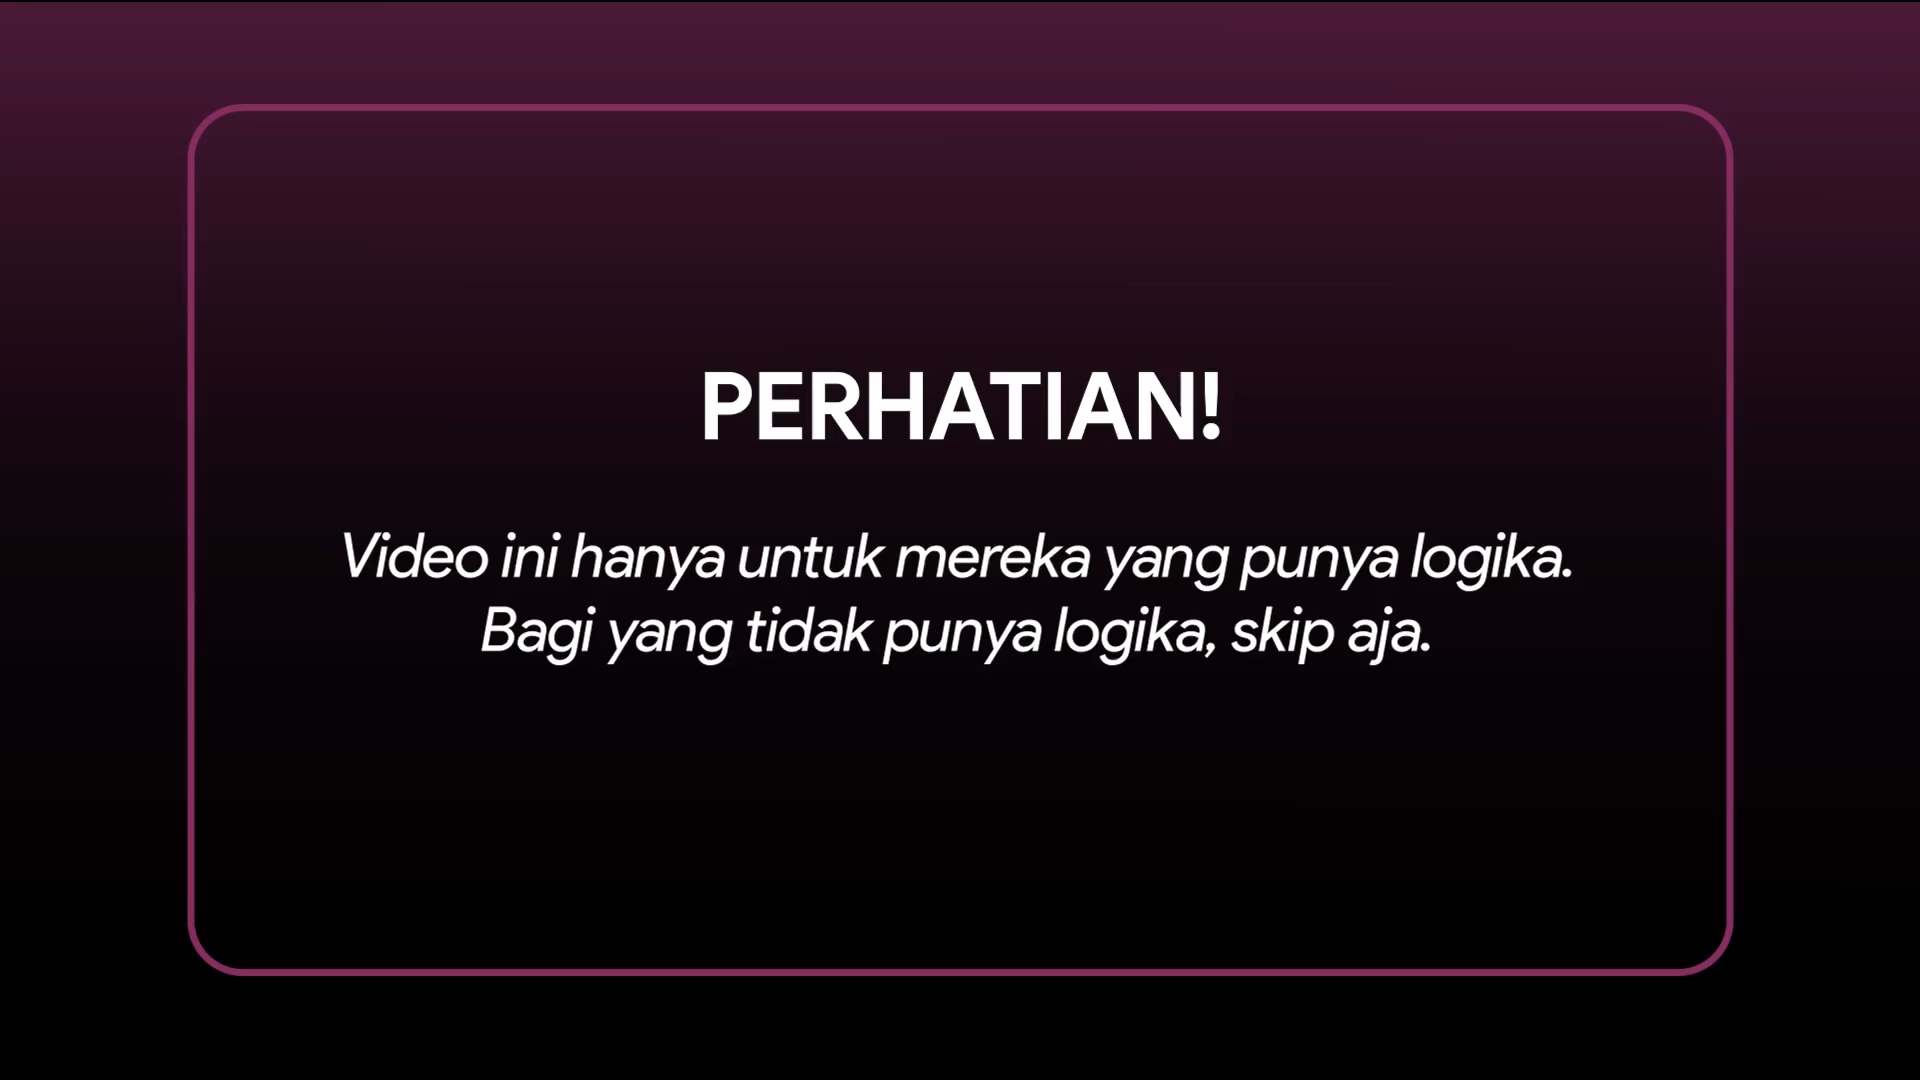 PERHATIAN!
Video ini hanya untuk mereka yang punya logika.
Bagi yang tidak punya logika, skip aja.